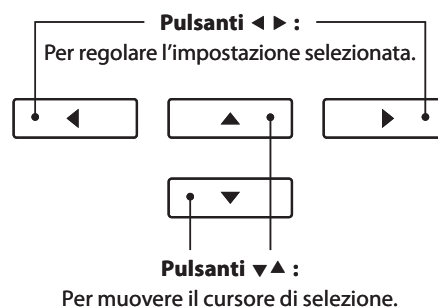 Pulsanti ◀ ▶ :
Per regolare l’impostazione selezionata.
Pulsanti ▼▲ :
Per muovere il cursore di selezione.